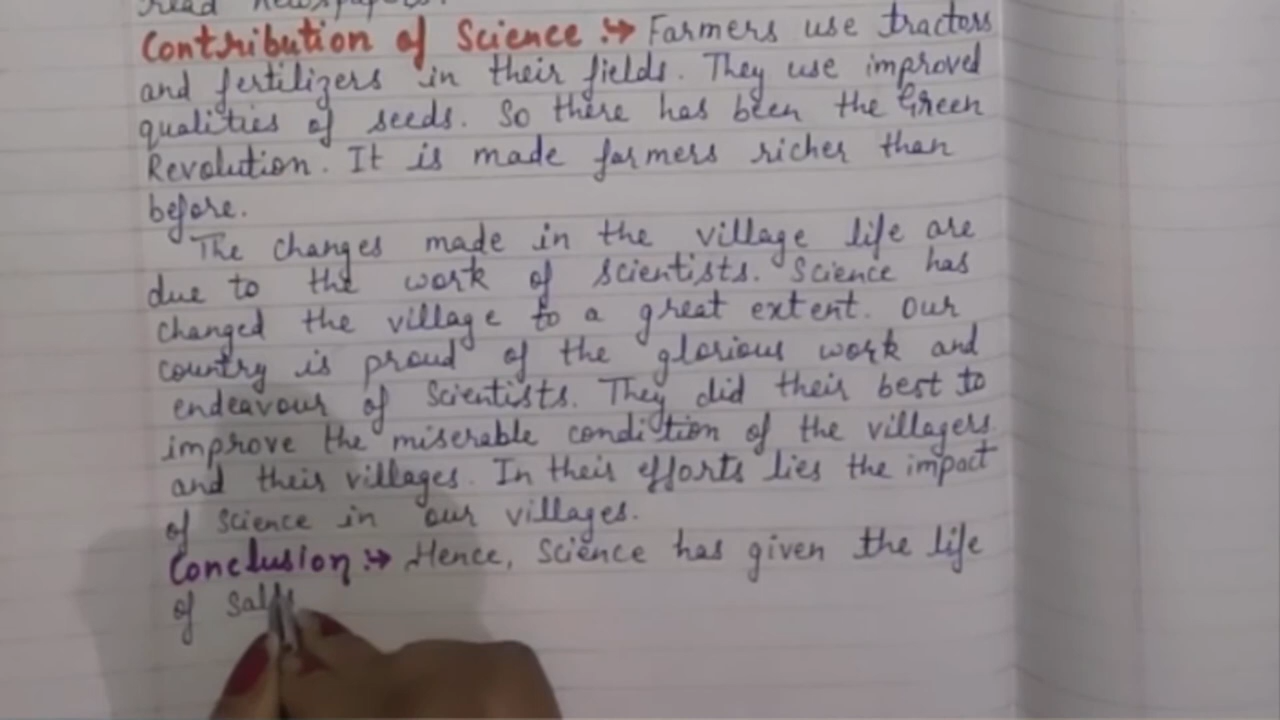 read newspapers.
Contribution of Science :→ Farmers use tractors
and fertilizers in their fields. They use improved
qualities of seeds. So there has been the Green
Revolution. It is made farmers richer than
before.
The changes made in the village life are
due to the work of scientists. Science has
changed the village to a great extent. Our
country is proud of the glorious work and
endeavour of Scientists. They did their best to
improve the miserable condition of the villagers
and their villages. In their efforts lies the impact
of science in our villages.
Conclusion :→ Hence, Science has given the life
of